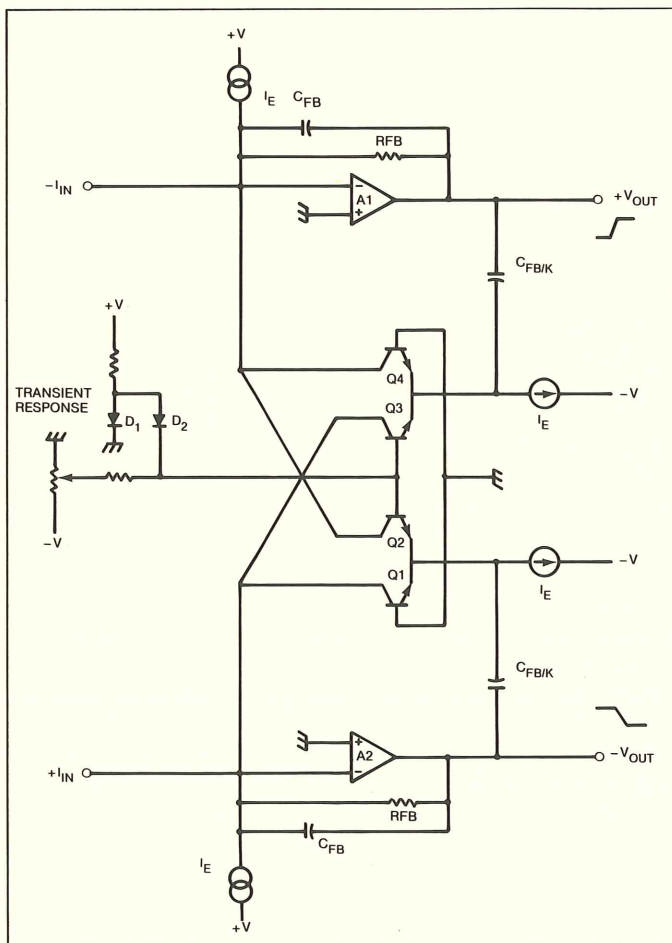 +V
I_E
C_FB
RFB
-I_IN
A1
+V_OUT
C_FB/K
+V
Q4
TRANSIENT
RESPONSE
D_1
D_2
Q3
I_E
-V
-V
Q2
Q1
I_E
-V
C_FB/K
A2
+I_IN
-V_OUT
RFB
C_FB
I_E
+V